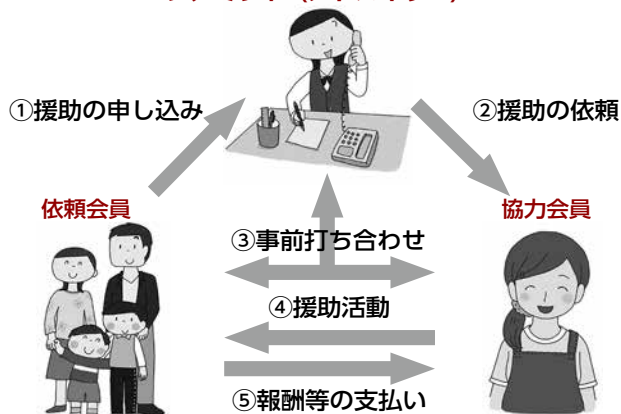 ①援助の申し込み
②援助の依頼
依頼会員
協力会員
③事前打ち合わせ
④援助活動
⑤報酬等の支払い